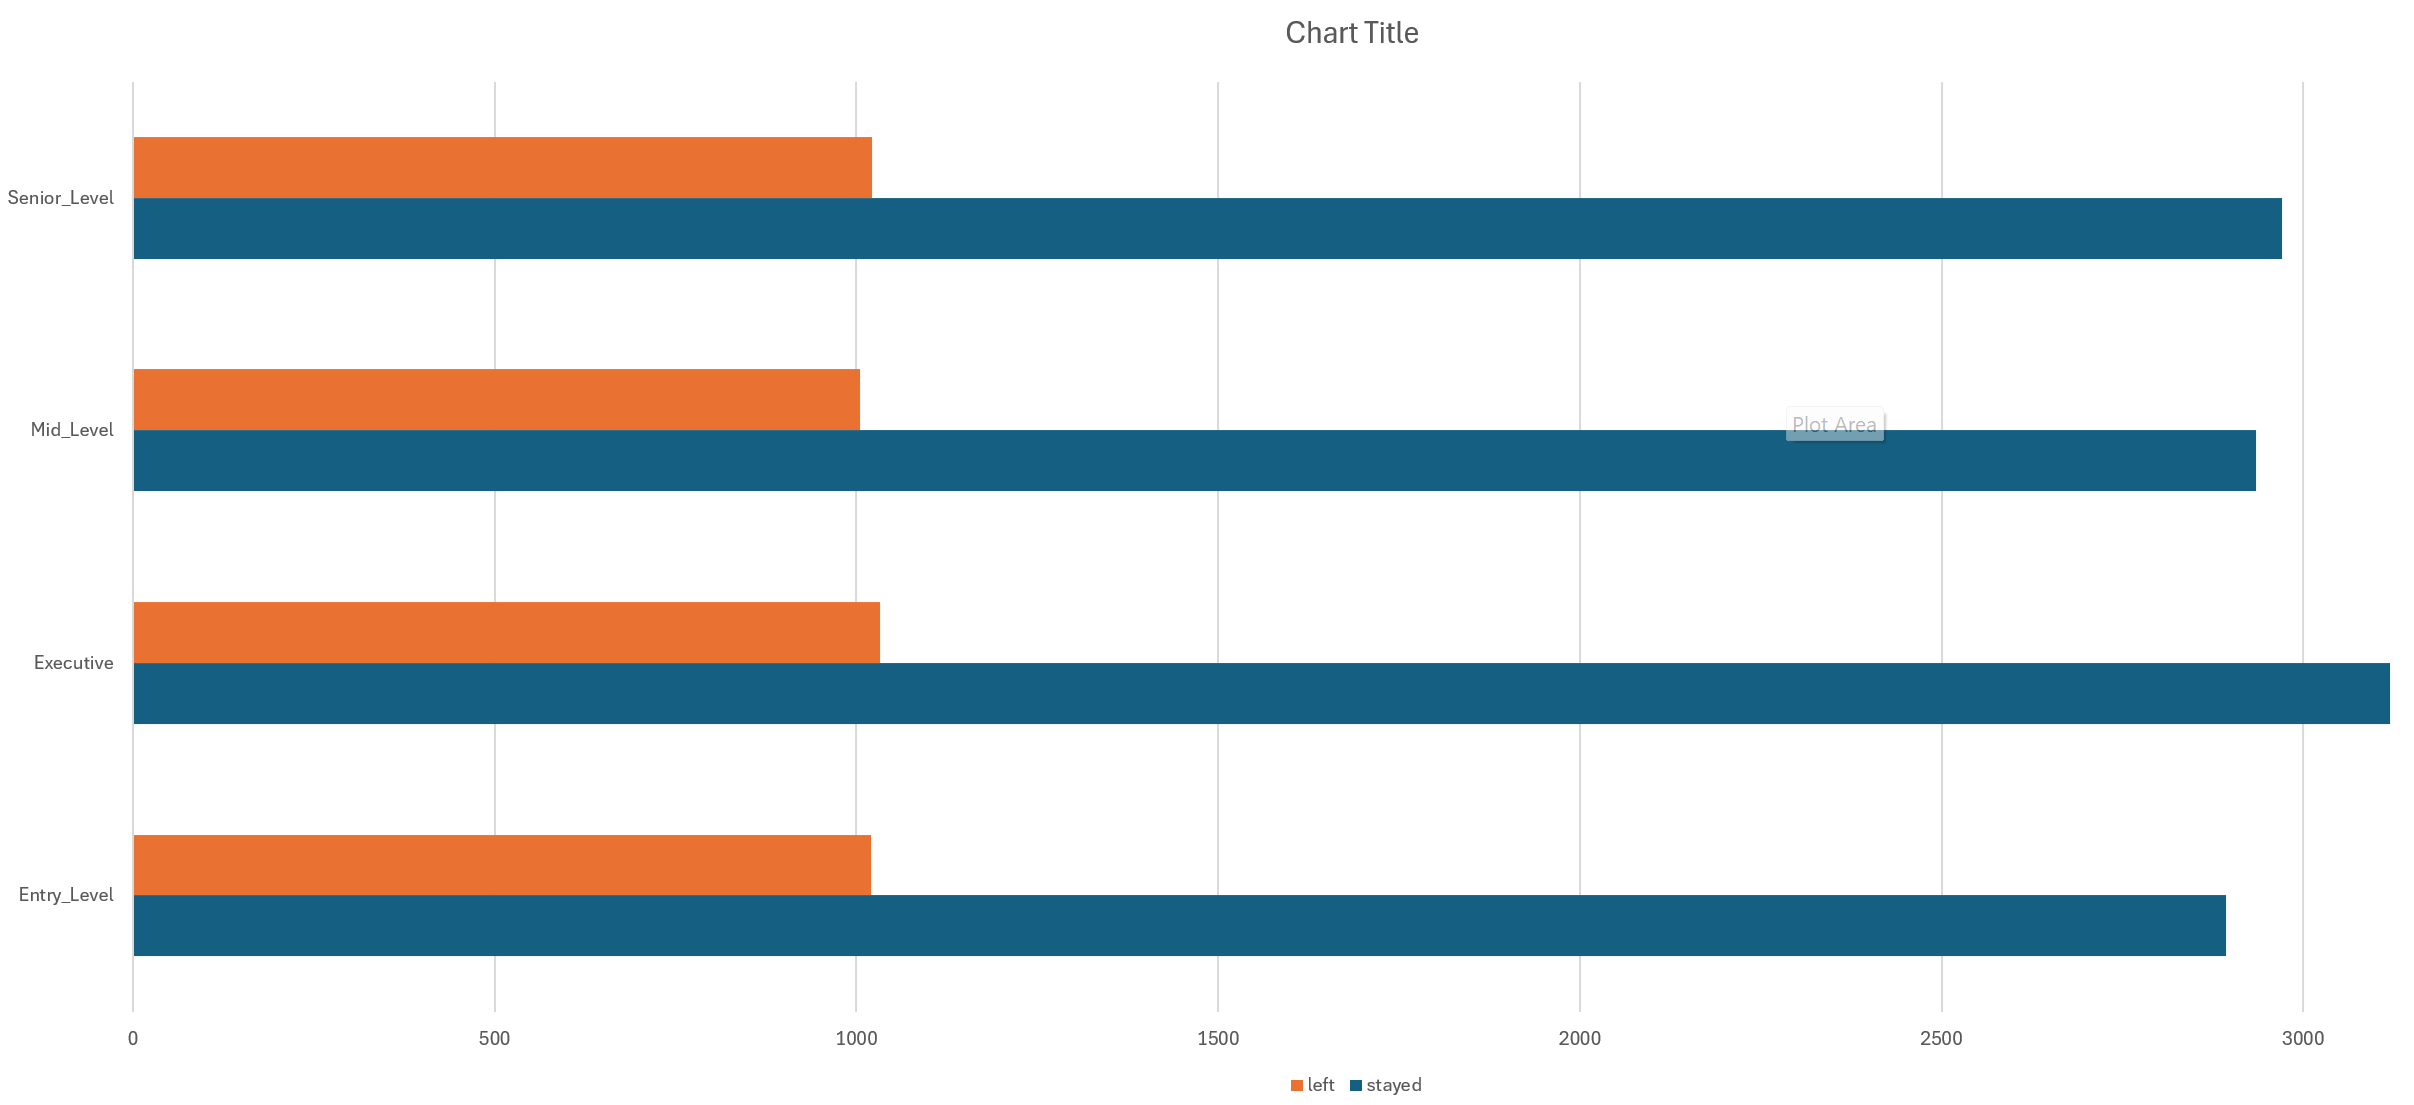 Chart Title
Senior_Level
Mid_Level
Plot Area
Executive
Entry_Level
0 500 1000 1500 2000 2500 3000
left stayed